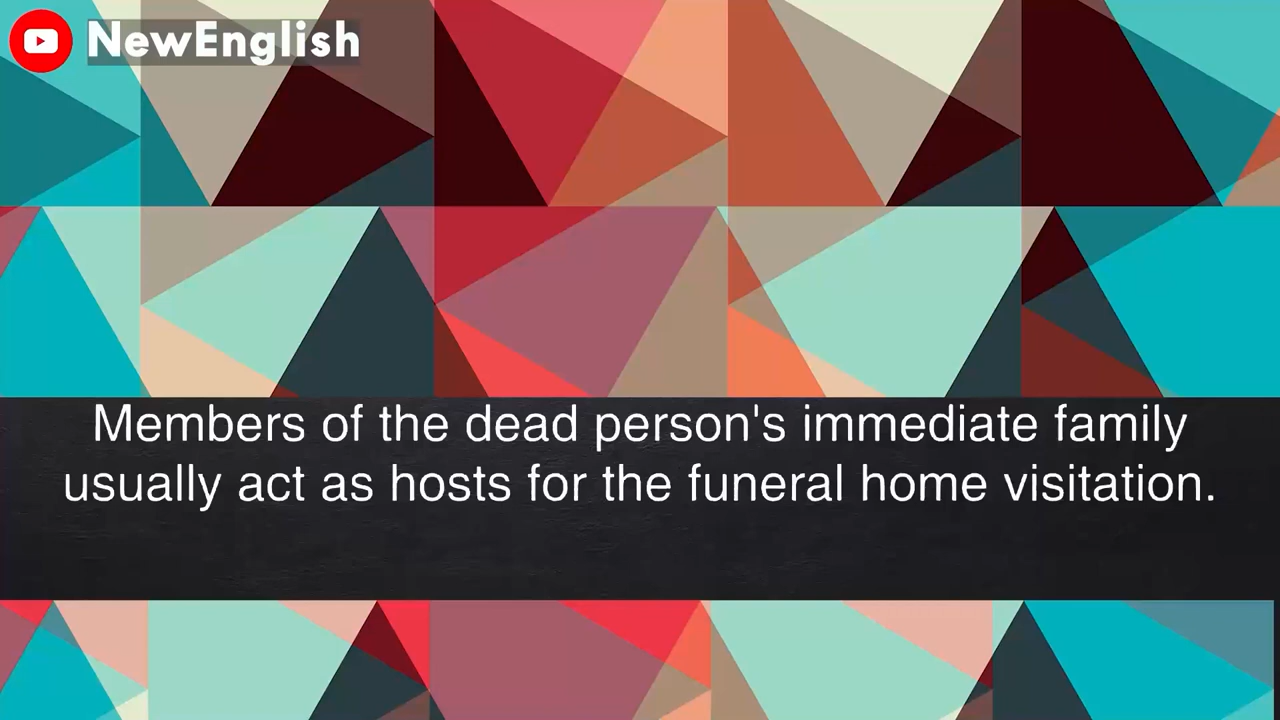 NewEnglish
Members of the dead person's immediate family
usually act as hosts for the funeral home visitation.